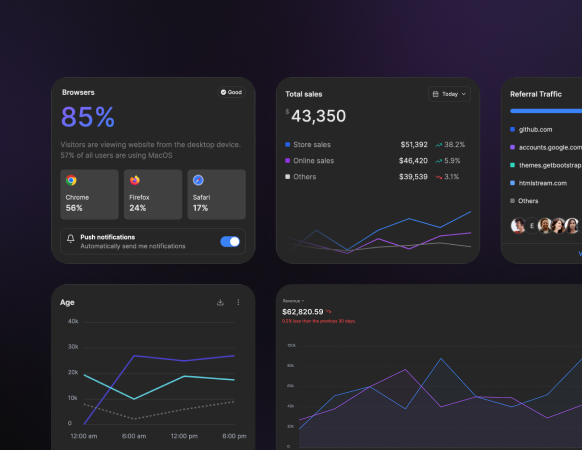 Browsers
Good
85%
Visitors are viewing website from the desktop device.
57% of all users are using MacOS
Chrome
56%
Firefox
24%
Safari
17%
Push notifications
Automatically send me notifications
Total sales
Today
$43,350
Store sales $51,392 38.2%
Online sales $46,420 5.9%
Others $39,539 3.1%
Referral Traffic
github.com
accounts.google.com
themes.getbootstrap
htmlstream.com
Others
E
Age
40k
30k
20k
10k
0
12:00 am 6:00 am 12:00 pm 6:00 pm
Revenue
$62,820.59
100k
80k
60k
40k
20k
0